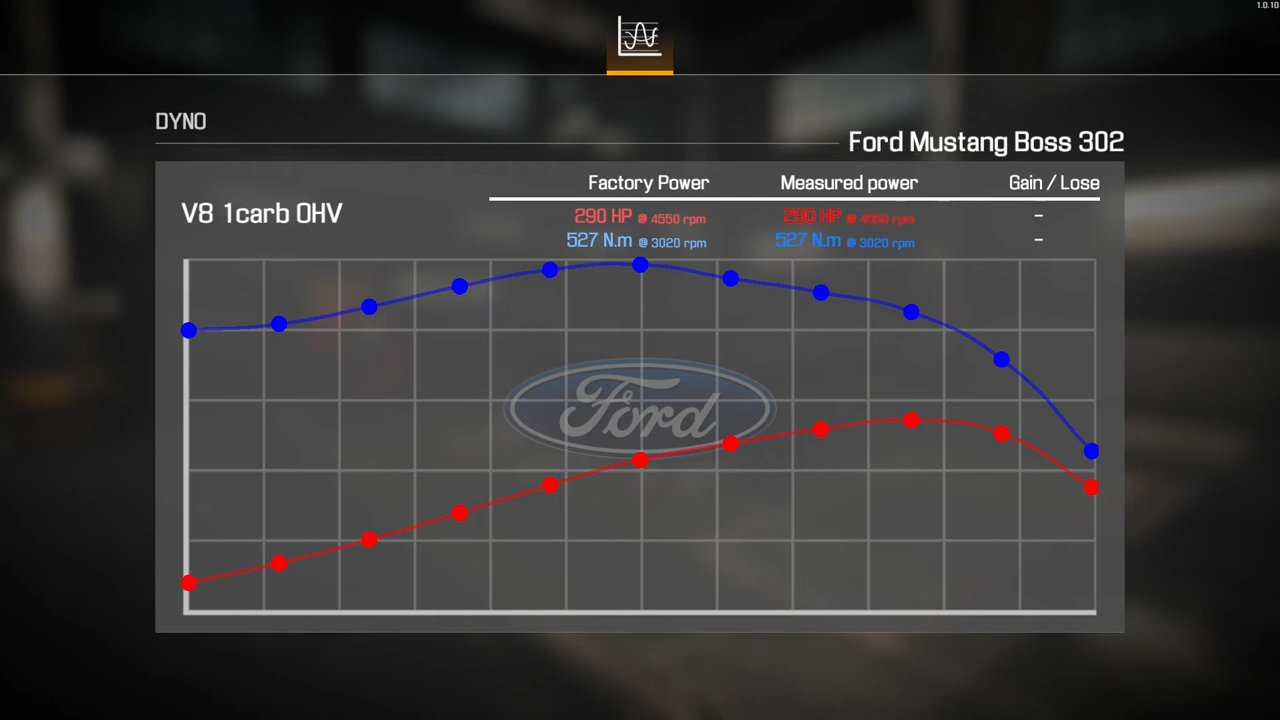 1.0.10
DYNO
Ford Mustang Boss 302
Factory Power Measured power Gain / Lose
V8 1carb OHV
290 HP @ 4550 rpm 290 HP @ 4550 rpm -
527 N.m @ 3020 rpm 527 N.m @ 3020 rpm -
Ford